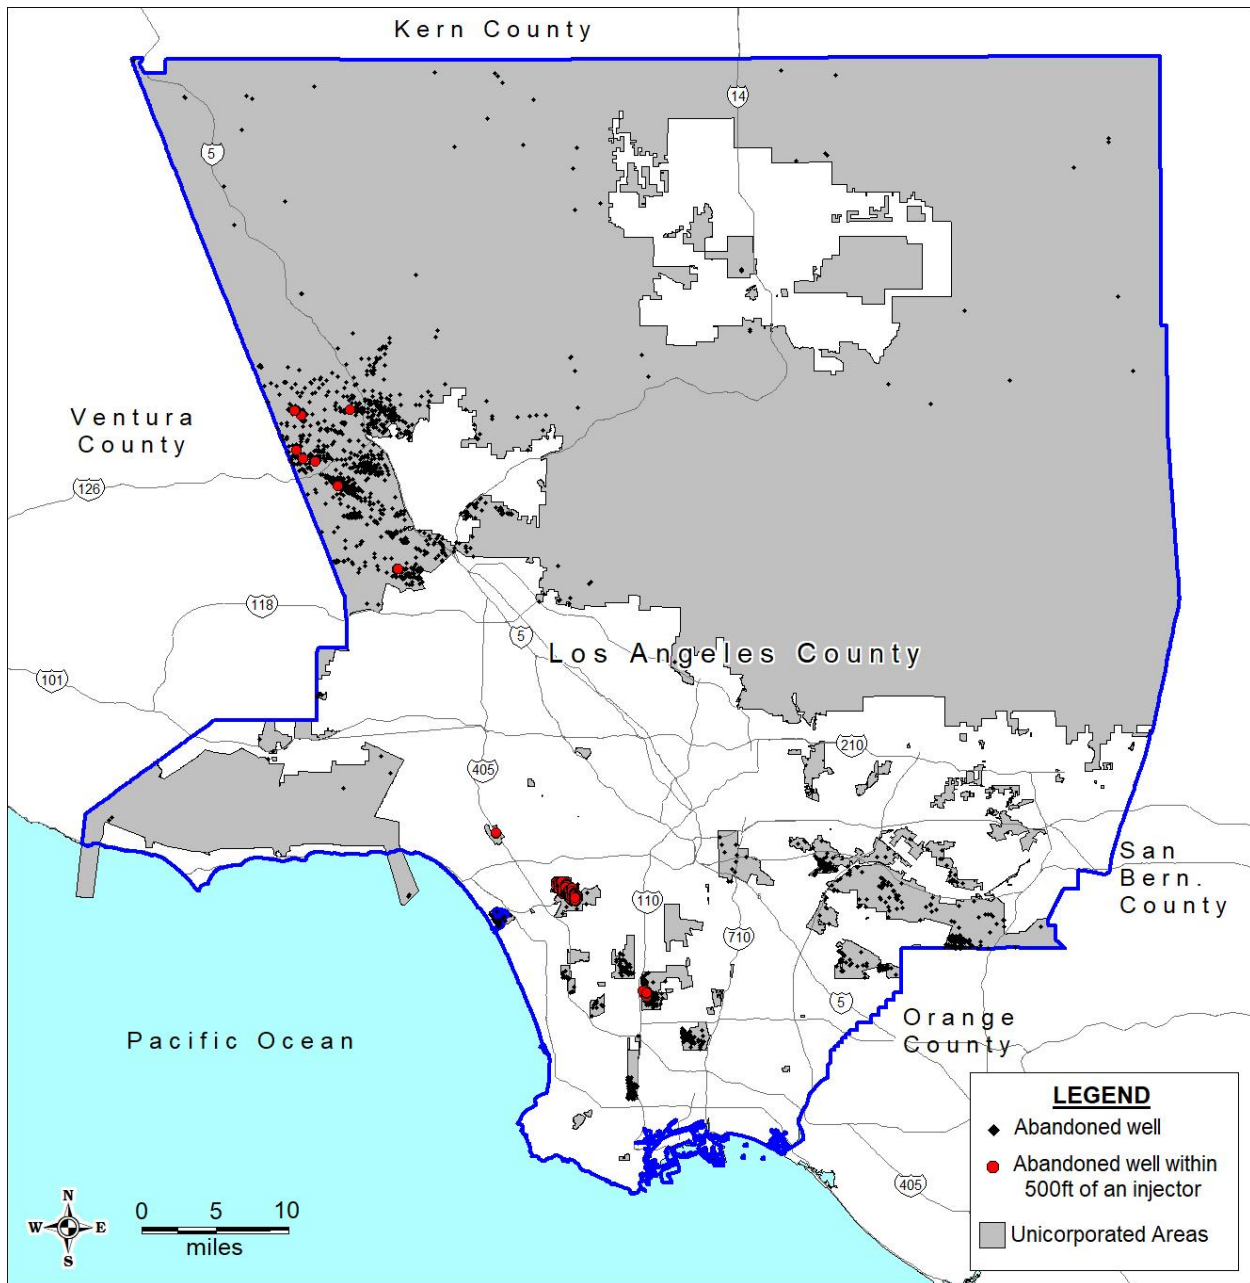 Kern County
14
5
Ventura
County
126
118
5
Los Angeles County
101
210
405
San
Bern.
County
110
710
5
Orange
County
Pacific Ocean
LEGEND
Abandoned well
Abandoned well within
500ft of an injector
Unicorporated Areas
405
N
W E
S
0 5 10
miles